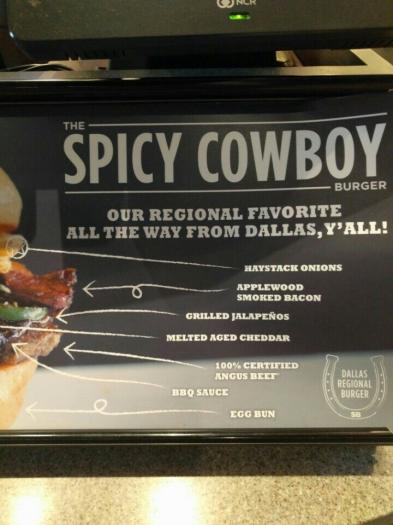 NCR
THE
SPICY COWBOY
BURGER
OUR REGIONAL FAVORITE
ALL THE WAY FROM DALLAS, Y'ALL!
HAYSTACK ONIONS
APPLEWOOD
SMOKED BACON
GRILLED JALAPEÑOS
MELTED AGED CHEDDAR
100% CERTIFIED
ANGUS BEEF
BBQ SAUCE
EGG BUN
DALLAS
REGIONAL
BURGER
SB